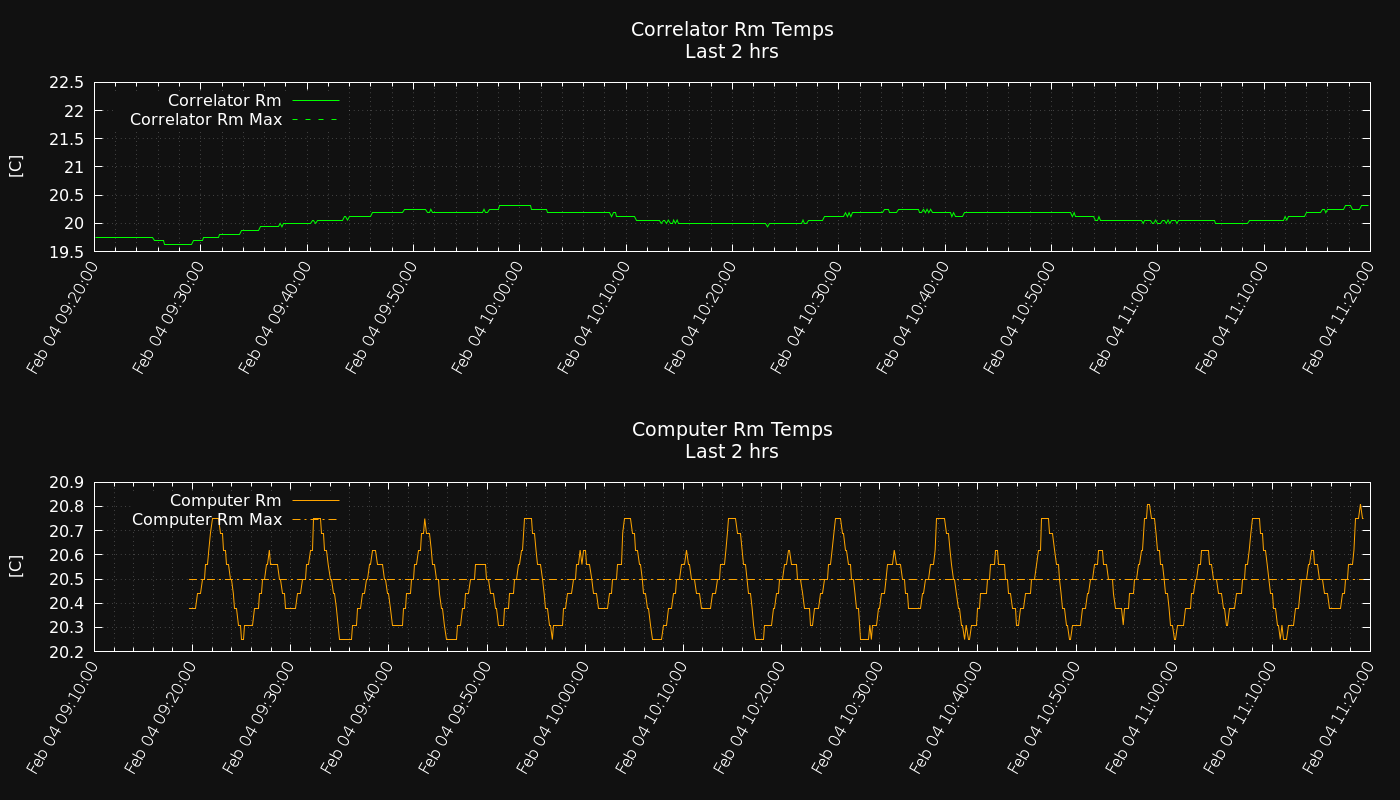 Correlator Rm Temps
Last 2 hrs
22.5
22
21.5
21
20.5
20
19.5
[C]
Correlator Rm
Correlator Rm Max
Feb 04 09:20:00
Feb 04 09:30:00
Feb 04 09:40:00
Feb 04 09:50:00
Feb 04 10:00:00
Feb 04 10:10:00
Feb 04 10:20:00
Feb 04 10:30:00
Feb 04 10:40:00
Feb 04 10:50:00
Feb 04 11:00:00
Feb 04 11:10:00
Feb 04 11:20:00
Computer Rm Temps
Last 2 hrs
20.9
20.8
20.7
20.6
20.5
20.4
20.3
20.2
[C]
Computer Rm
Computer Rm Max
Feb 04 09:10:00
Feb 04 09:20:00
Feb 04 09:30:00
Feb 04 09:40:00
Feb 04 09:50:00
Feb 04 10:00:00
Feb 04 10:10:00
Feb 04 10:20:00
Feb 04 10:30:00
Feb 04 10:40:00
Feb 04 10:50:00
Feb 04 11:00:00
Feb 04 11:10:00
Feb 04 11:20:00